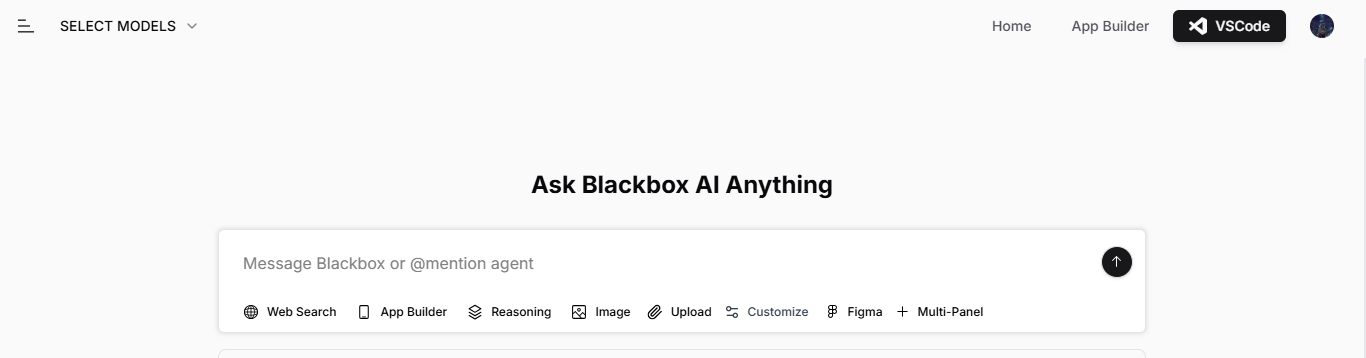 SELECT MODELS Home App Builder VSCode
Ask Blackbox AI Anything
Message Blackbox or @mention agent
Web Search App Builder Reasoning Image Upload Customize Figma Multi-Panel